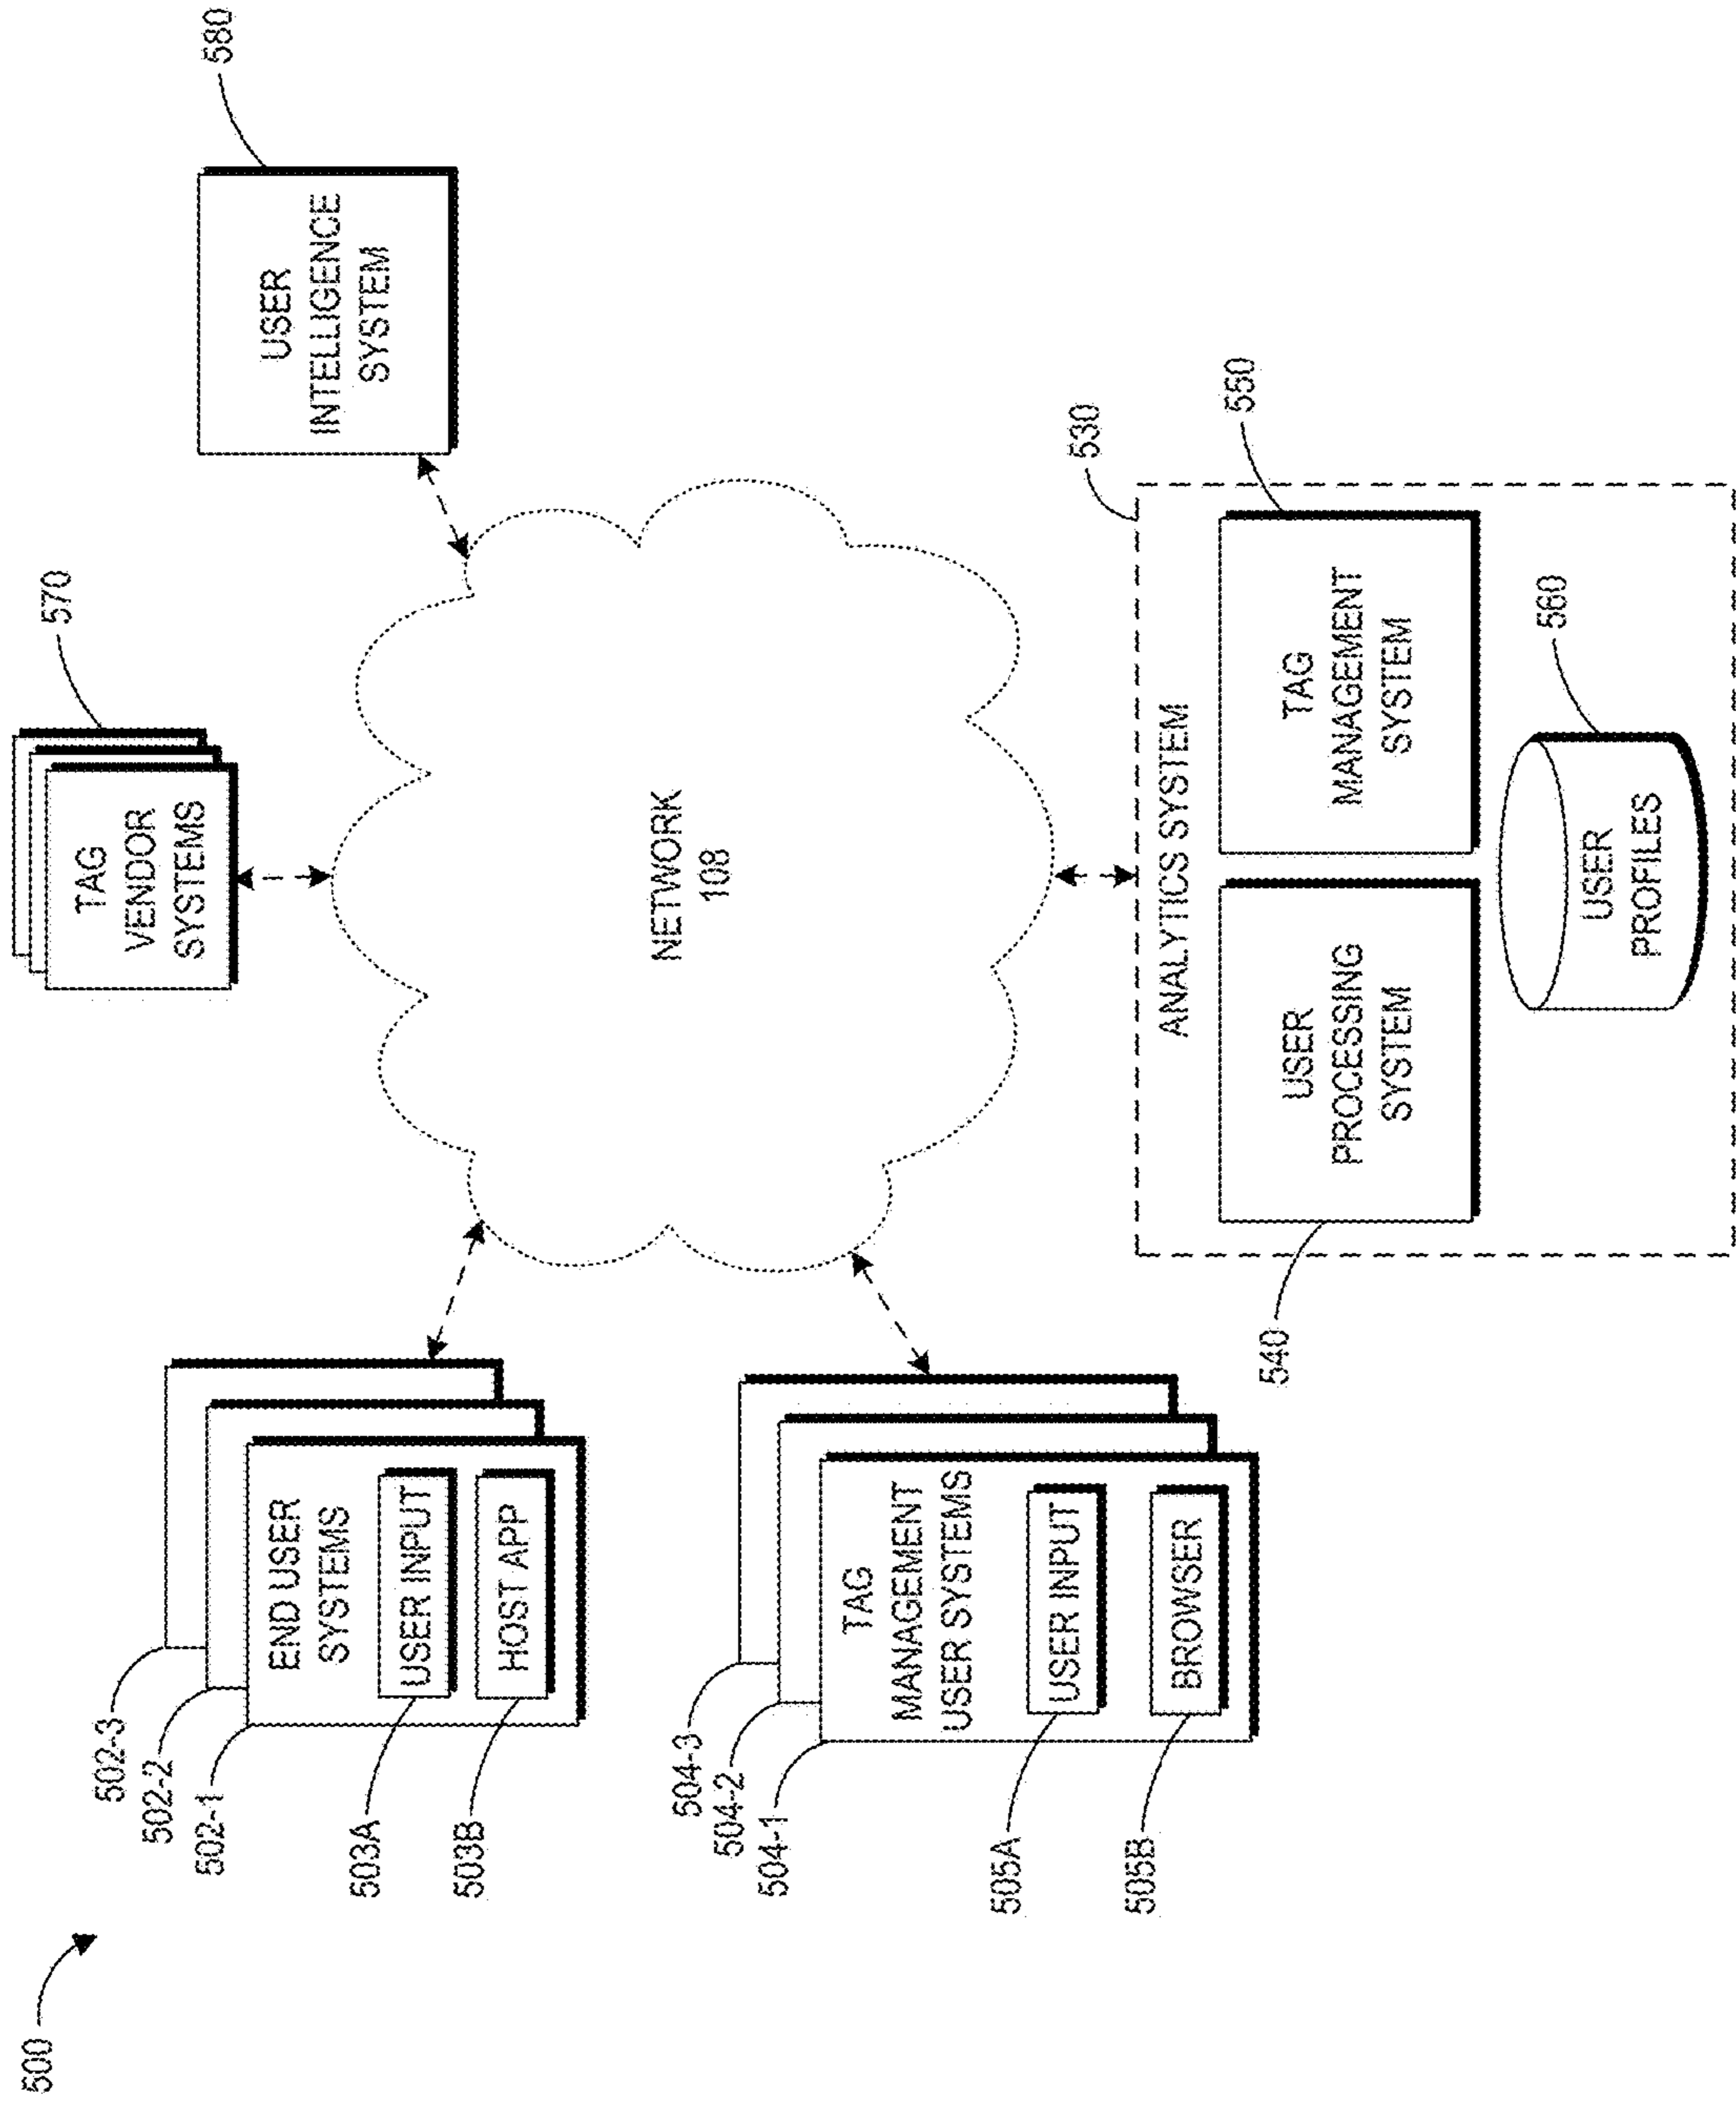 500
502-3
502-2
502-1
END USER
SYSTEMS
USER INPUT
HOST APP
503A
503B
504-3
504-2
504-1
TAG
MANAGEMENT
USER SYSTEMS
USER INPUT
BROWSER
505A
505B
TAG
VENDOR
SYSTEMS
570
NETWORK
108
USER
INTELLIGENCE
SYSTEM
580
530
ANALYTICS SYSTEM
USER
PROCESSING
SYSTEM
540
TAG
MANAGEMENT
SYSTEM
550
USER
PROFILES
560